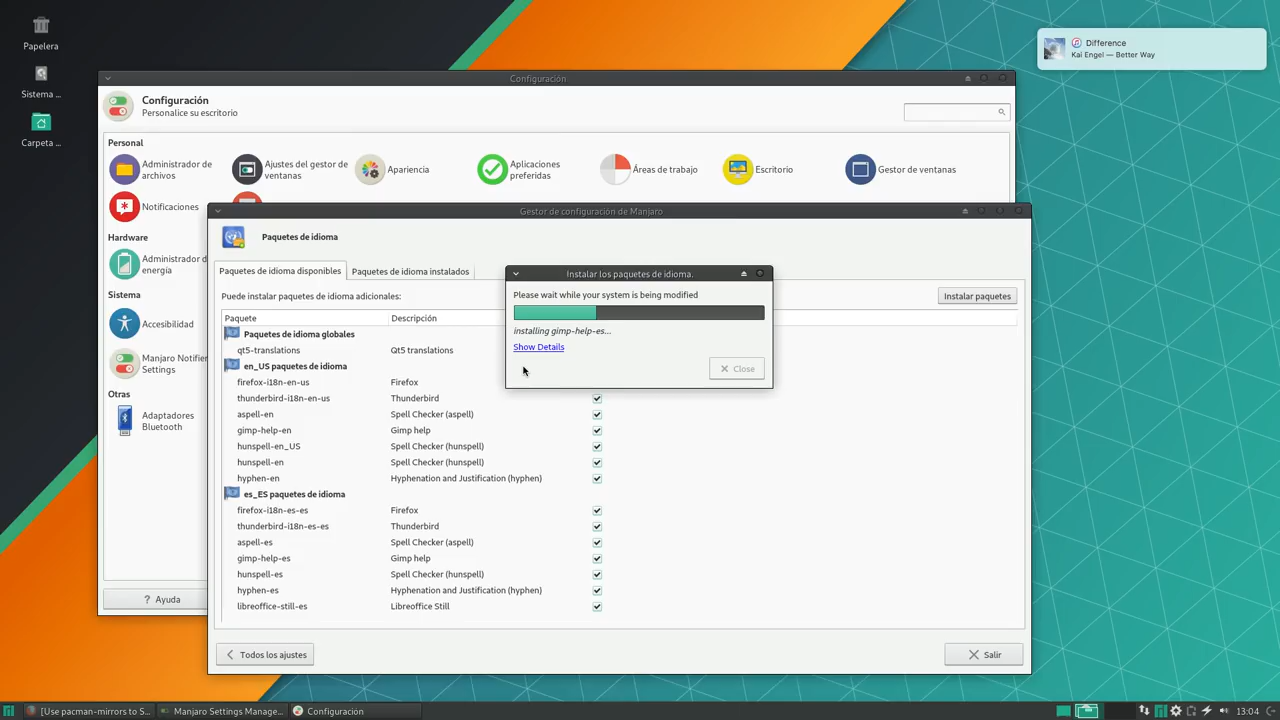 Papelera
Sistema ...
Carpeta ...
Difference
Kai Engel — Better Way
Configuración
Configuración
Personalice su escritorio
Personal
Administrador de
archivos
Ajustes del gestor de
ventanas
Apariencia
Aplicaciones
preferidas
Áreas de trabajo
Escritorio
Gestor de ventanas
Notificaciones
Hardware
Administrador d
energía
Sistema
Accesibilidad
Manjaro Notifier
Settings
Otras
Adaptadores
Bluetooth
? Ayuda
Gestor de configuración de Manjaro
Paquetes de idioma
Paquetes de idioma disponibles
Paquetes de idioma instalados
Puede instalar paquetes de idioma adicionales:
Instalar paquetes
Paquete
Descripción
Paquetes de idioma globales
qt5-translations Qt5 translations
en_US paquetes de idioma
firefox-i18n-en-us Firefox
thunderbird-i18n-en-us Thunderbird
aspell-en Spell Checker (aspell)
gimp-help-en Gimp help
hunspell-en_US Spell Checker (hunspell)
hunspell-en Spell Checker (hunspell)
hyphen-en Hyphenation and Justification (hyphen)
es_ES paquetes de idioma
firefox-i18n-es-es Firefox
thunderbird-i18n-es-es Thunderbird
aspell-es Spell Checker (aspell)
gimp-help-es Gimp help
hunspell-es Spell Checker (hunspell)
hyphen-es Hyphenation and Justification (hyphen)
libreoffice-still-es Libreoffice Still
Todos los ajustes
Salir
Instalar los paquetes de idioma.
Please wait while your system is being modified
installing gimp-help-es...
Show Details
Close
[Use pacman-mirrors to S...
Manjaro Settings Manage...
Configuración
13:04